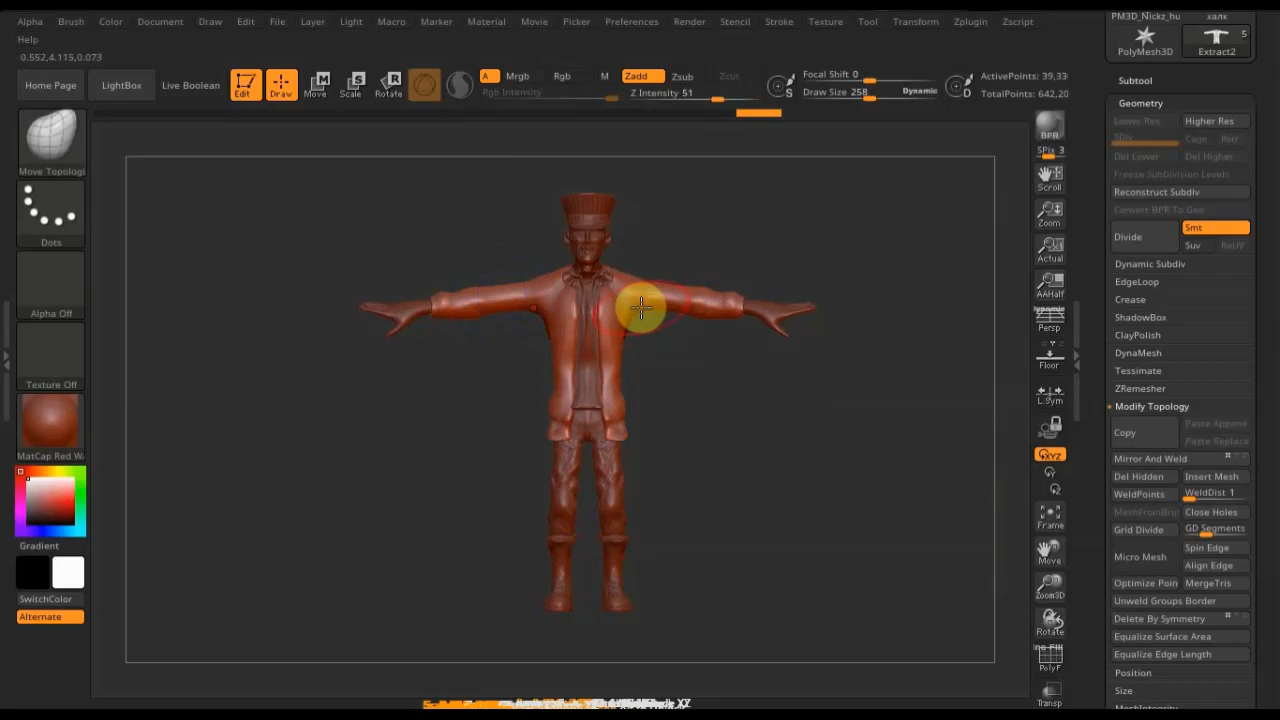 Alpha Brush Color Document Draw Edit File Layer Light Macro Marker Material Movie Picker Preferences Render Stencil Stroke Texture Tool Transform Zplugin Zscript
Help
0.552,4.115,0.073
Home Page LightBox Live Boolean Edit Draw Move Scale Rotate
M S R
A Mrgb Rgb M Zadd Zsub Zcut
Rgb Intensity Z Intensity 51
S Focal Shift 0
Draw Size 258 Dynamic
D ActivePoints: 39,33
TotalPoints: 642,20
Move Topologi
Dots
Alpha Off
Texture Off
MatCap Red W
Gradient
SwitchColor
Alternate
BPR
SPix 3
Scroll
Zoom
Actual
AAHalf
Dynamic
Persp
Floor
L.Sym
XYZ
Frame
Move
Zoom3D
Rotate
PolyF
Transp
PM3D_Nickz_hu халк
PolyMesh3D 5 Extract2
Subtool
Geometry
Lower Res Higher Res
SDiv Cage Rstr
Del Lower Del Higher
Freeze SubDivision Levels
Reconstruct Subdiv
Convert BPR To Geo
Divide Smt
Suv ReUV
Dynamic Subdiv
EdgeLoop
Crease
ShadowBox
ClayPolish
DynaMesh
Tessimate
ZRemesher
Modify Topology
Copy Paste Append
Paste Replace
Mirror And Weld
Del Hidden Insert Mesh
WeldPoints WeldDist 1
MeshFromBru Close Holes
Grid Divide GD Segments
Micro Mesh Spin Edge
Align Edge
Optimize Poin MergeTris
Unweld Groups Border
Delete By Symmetry
Equalize Surface Area
Equalize Edge Length
Position
Size
MeshIntegrity